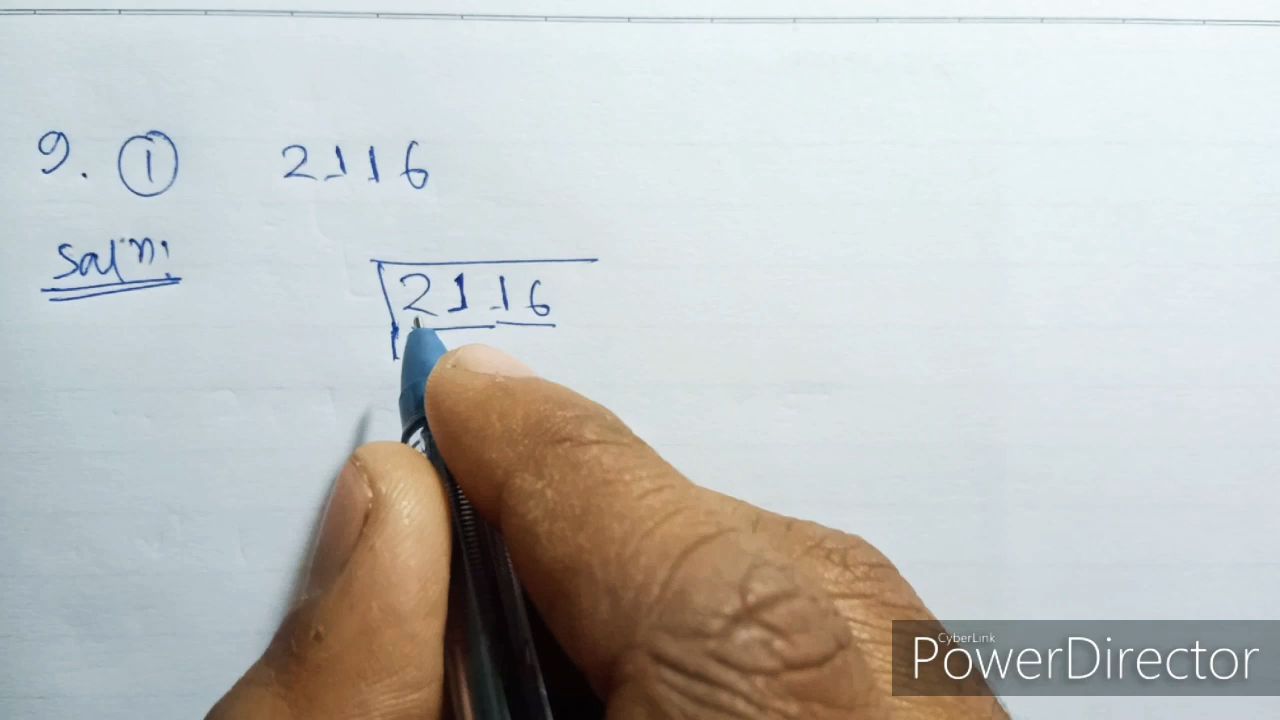 9. ① 2116
Sol'n:
2116
CyberLink
PowerDirector